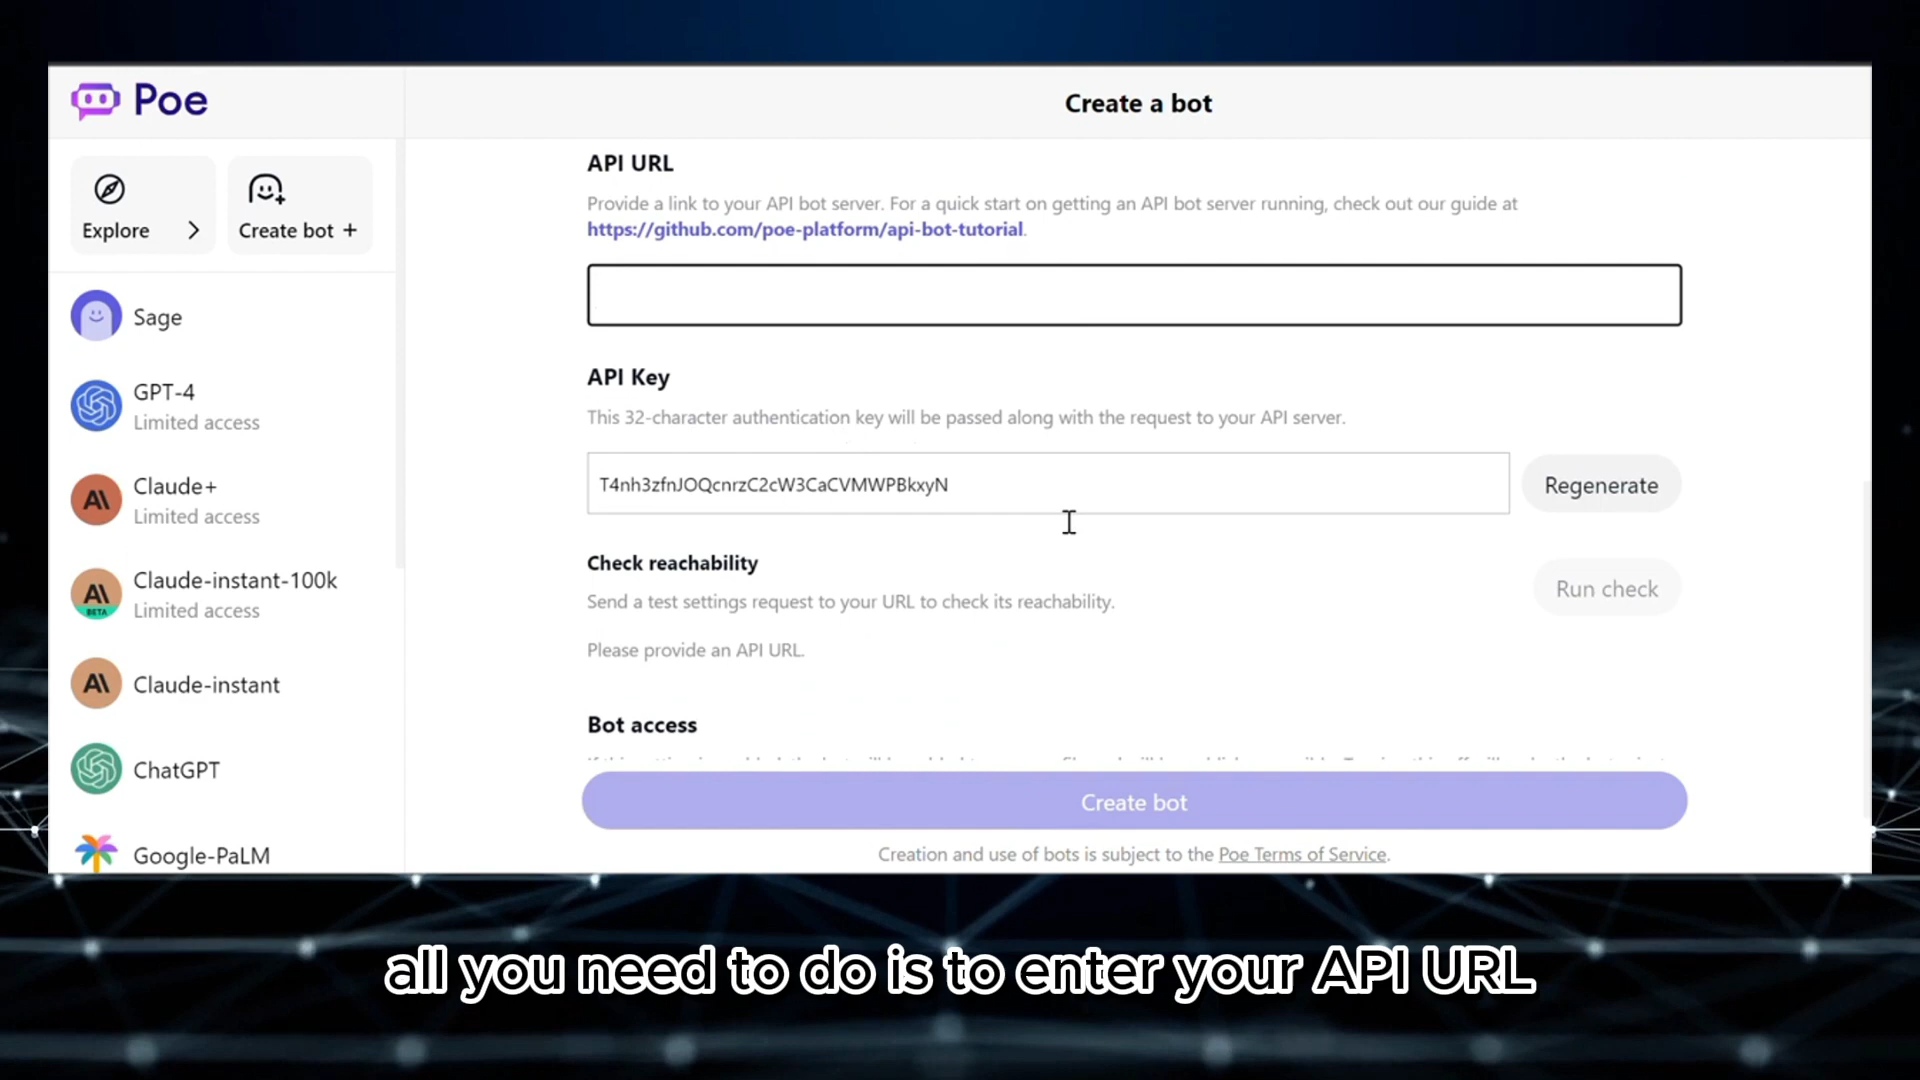 Poe
Create a bot
Explore
Create bot +
Sage
GPT-4
Limited access
Claude+
Limited access
Claude-instant-100k
BETA
Limited access
Claude-instant
ChatGPT
Google-PaLM
API URL
Provide a link to your API bot server. For a quick start on getting an API bot server running, check out our guide at
https://github.com/poe-platform/api-bot-tutorial.
API Key
This 32-character authentication key will be passed along with the request to your API server.
T4nh3zfnJOQcnrzC2cW3CaCVMWPBkxyN
Regenerate
Check reachability
Run check
Send a test settings request to your URL to check its reachability.
Please provide an API URL.
Bot access
Create bot
Creation and use of bots is subject to the Poe Terms of Service.
all you need to do is to enter your API URL